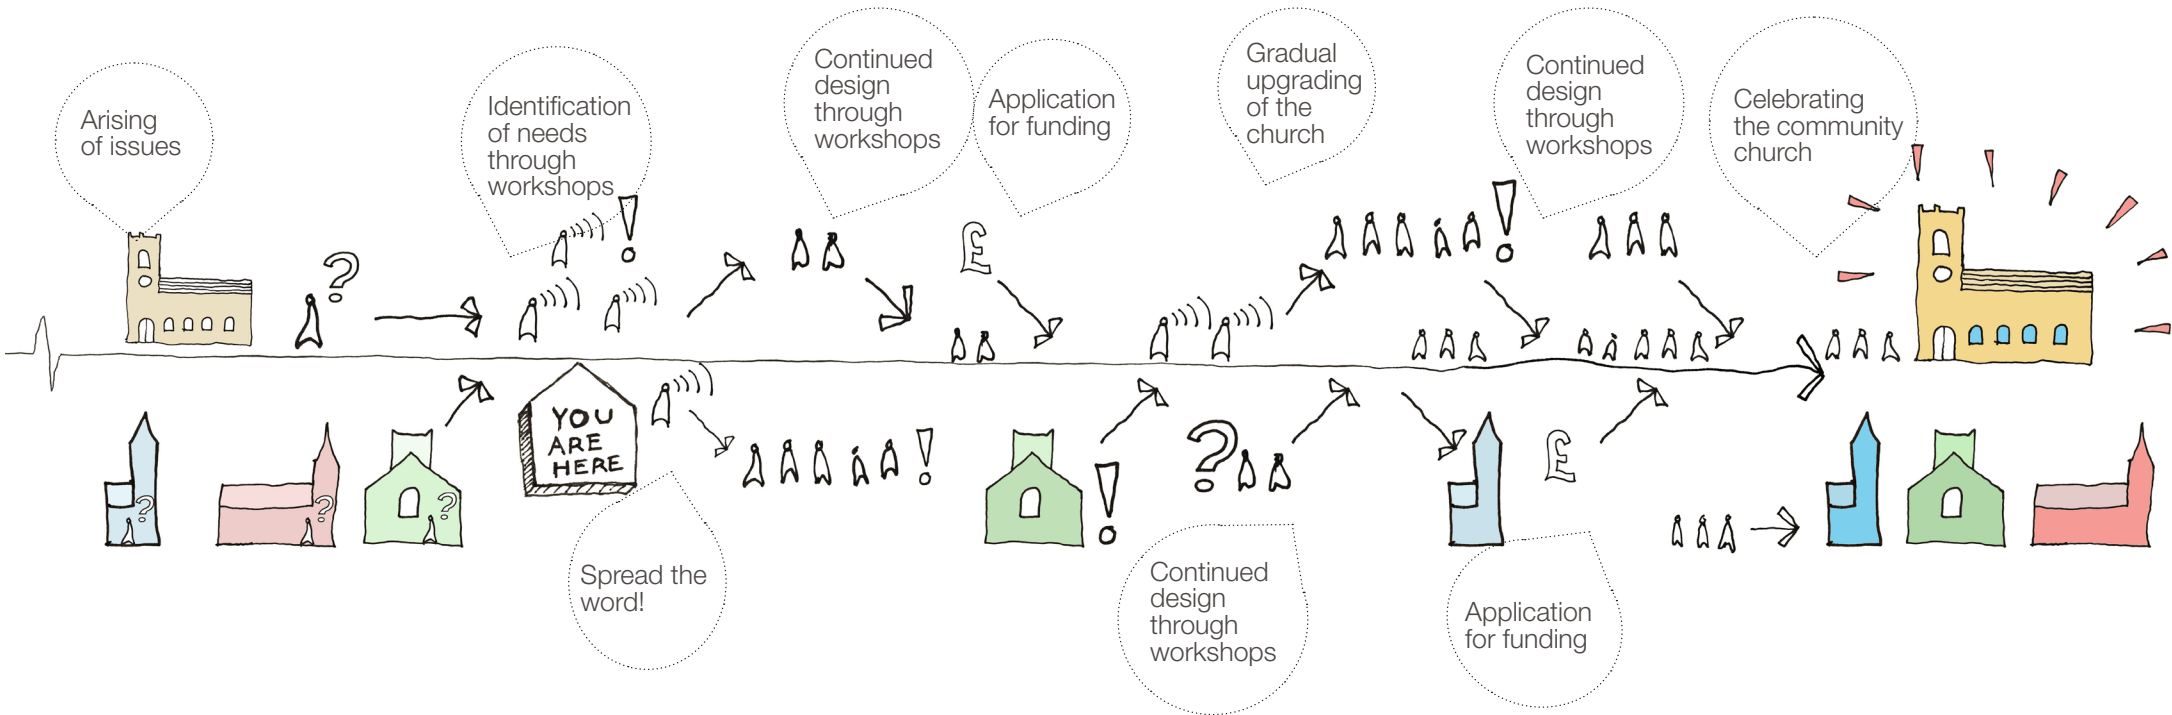 Arising
of issues
?
Identification
of needs
through
workshops
!
Continued
design
through
workshops
Application
for funding
£
Gradual
upgrading
of the
church
!
Continued
design
through
workshops
Celebrating
the community
church
?
?
?
YOU
ARE
HERE
Spread the
word!
!
!
?
Continued
design
through
workshops
£
Application
for funding